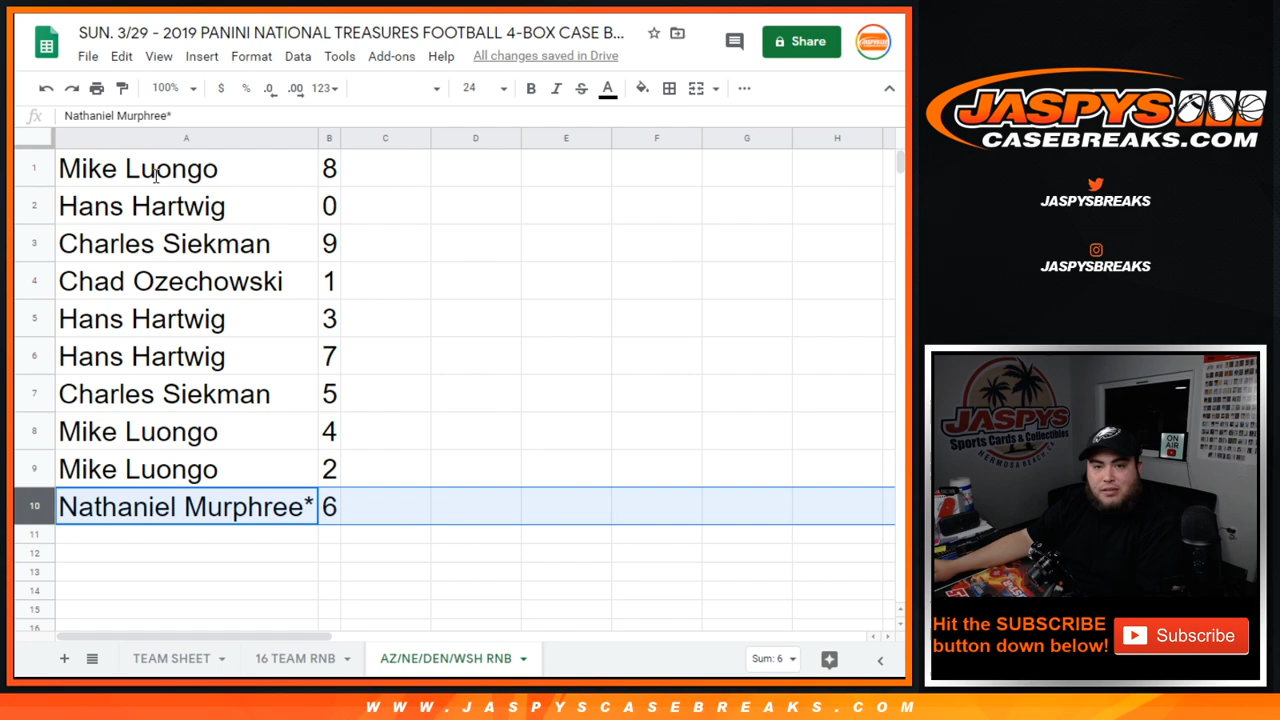 SUN. 3/29 - 2019 PANINI NATIONAL TREASURES FOOTBALL 4-BOX CASE B...
Share
File Edit View Insert Format Data Tools Add-ons Help All changes saved in Drive
100% $ % .0 .00 123 24 B I S A
fx Nathaniel Murphree*
A B C D E F G H
1 Mike Luongo 8
2 Hans Hartwig 0
3 Charles Siekman 9
4 Chad Ozechowski 1
5 Hans Hartwig 3
6 Hans Hartwig 7
7 Charles Siekman 5
8 Mike Luongo 4
9 Mike Luongo 2
10 Nathaniel Murphree* 6
11
12
13
14
15
16
TEAM SHEET 16 TEAM RNB AZ/NE/DEN/WSH RNB Sum: 6
JASPYS
CASEBREAKS.COM
JASPYSBREAKS
JASPYSBREAKS
JASPYS
Sports Cards & Collectibles
HERMOSA BEACH, CA
ON AIR
Hit the SUBSCRIBE
button down below!
Subscribe
WWW.JASPYSCASEBREAKS.COM